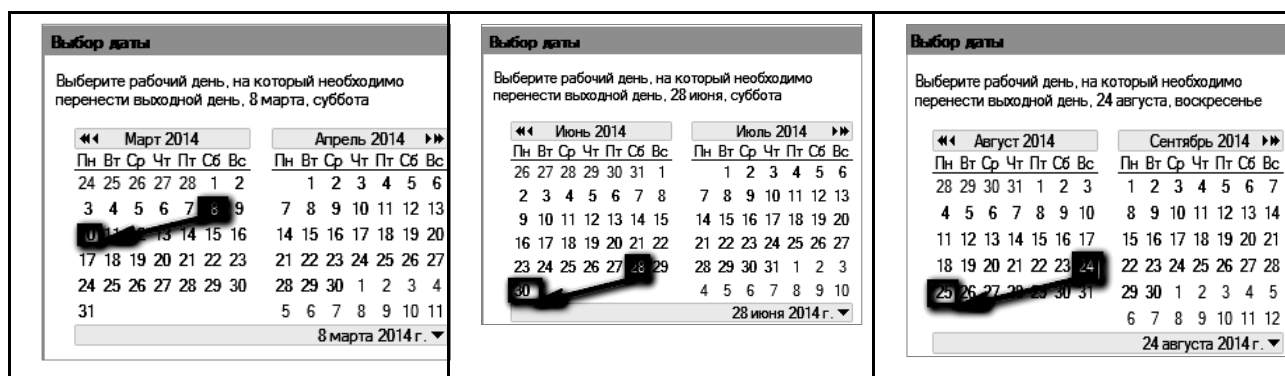 Выбор даты
Выберите рабочий день, на который необходимо
перенести выходной день, 8 марта, суббота
Март 2014
Апрель 2014
Пн Вт Ср Чт Пт Сб Вс
Пн Вт Ср Чт Пт Сб Вс
24 25 26 27 28 1 2
1 2 3 4 5 6
3 4 5 6 7 8 9
7 8 9 10 11 12 13
10 11 12 13 14 15 16
14 15 16 17 18 19 20
17 18 19 20 21 22 23
21 22 23 24 25 26 27
24 25 26 27 28 29 30
28 29 30 1 2 3 4
31
5 6 7 8 9 10 11
8 марта 2014 г.
Выбор даты
Выберите рабочий день, на который необходимо
перенести выходной день, 28 июня, суббота
Июнь 2014
Июль 2014
Пн Вт Ср Чт Пт Сб Вс
Пн Вт Ср Чт Пт Сб Вс
26 27 28 29 30 31 1
1 2 3 4 5 6
2 3 4 5 6 7 8
7 8 9 10 11 12 13
9 10 11 12 13 14 15
14 15 16 17 18 19 20
16 17 18 19 20 21 22
21 22 23 24 25 26 27
23 24 25 26 27 28 29
28 29 30 31 1 2 3
30
4 5 6 7 8 9 10
28 июня 2014 г.
Выбор даты
Выберите рабочий день, на который необходимо
перенести выходной день, 24 августа, воскресенье
Август 2014
Сентябрь 2014
Пн Вт Ср Чт Пт Сб Вс
Пн Вт Ср Чт Пт Сб Вс
28 29 30 31 1 2 3
1 2 3 4 5 6 7
4 5 6 7 8 9 10
8 9 10 11 12 13 14
11 12 13 14 15 16 17
15 16 17 18 19 20 21
18 19 20 21 22 23 24
22 23 24 25 26 27 28
25 26 27 28 29 30 31
29 30 1 2 3 4 5
6 7 8 9 10 11 12
24 августа 2014 г.